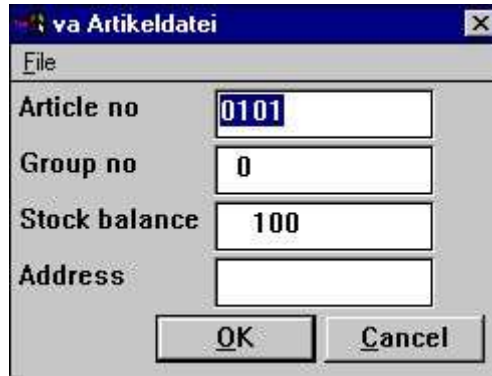 va Artikeldatei
File
Article no 0101
Group no 0
Stock balance 100
Address
OK Cancel